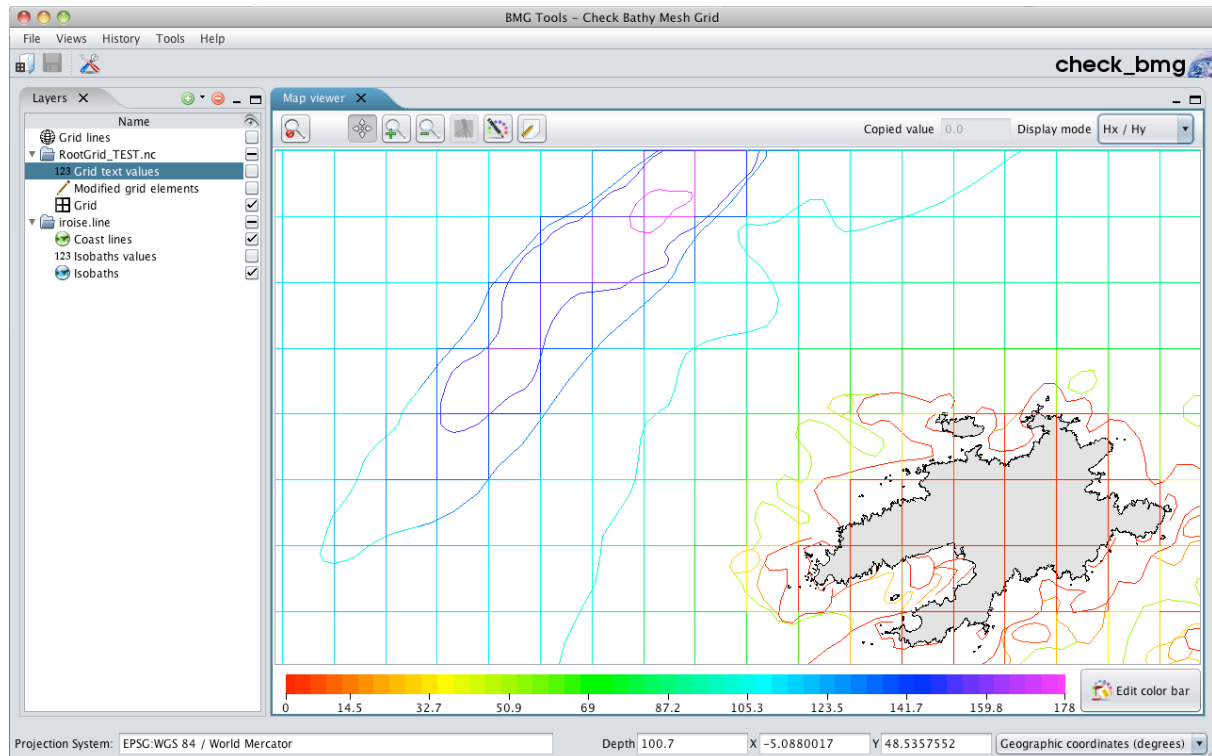 BMG Tools - Check Bathy Mesh Grid
File Views History Tools Help
check_bmg
Layers X
Map viewer X
Name
Copied value 0.0 Display mode Hx / Hy
Grid lines
RootGrid_TEST.nc
123 Grid text values
Modified grid elements
Grid
iroise.line
Coast lines
123 Isobaths values
Isobaths
Edit color bar
0 14.5 32.7 50.9 69 87.2 105.3 123.5 141.7 159.8 178
Projection System: EPSG:WGS 84 / World Mercator Depth 100.7 X -5.0880017 Y 48.5357552 Geographic coordinates (degrees)